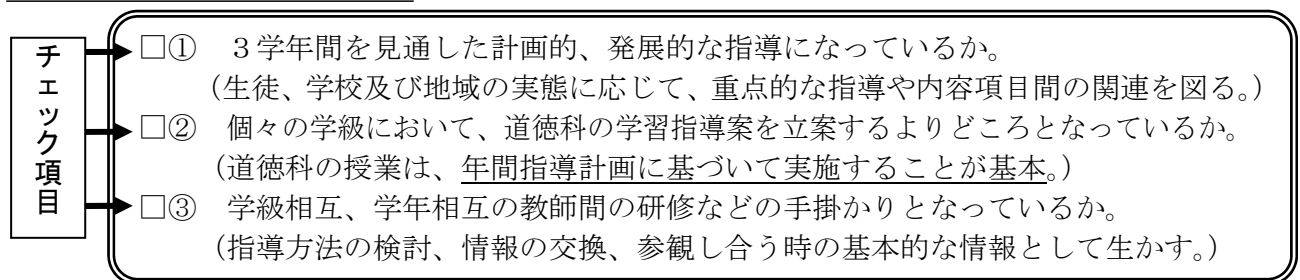 チェック項目
□① 3学年間を見通した計画的、発展的な指導になっているか。
(生徒、学校及び地域の実態に応じて、重点的な指導や内容項目間の関連を図る。)
□② 個々の学級において、道徳科の学習指導案を立案するよりどころとなっているか。
(道徳科の授業は、年間指導計画に基づいて実施することが基本。)
□③ 学級相互、学年相互の教師間の研修などの手掛かりとなっているか。
(指導方法の検討、情報の交換、参観し合う時の基本的な情報として生かす。)